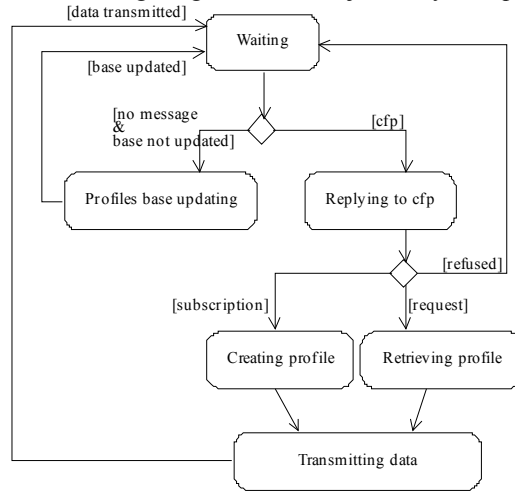 [data transmitted]
Waiting
[base updated]
[no message
&
base not updated]
[cfp]
Profiles base updating
Replying to cfp
[refused]
[subscription]
[request]
Creating profile
Retrieving profile
Transmitting data